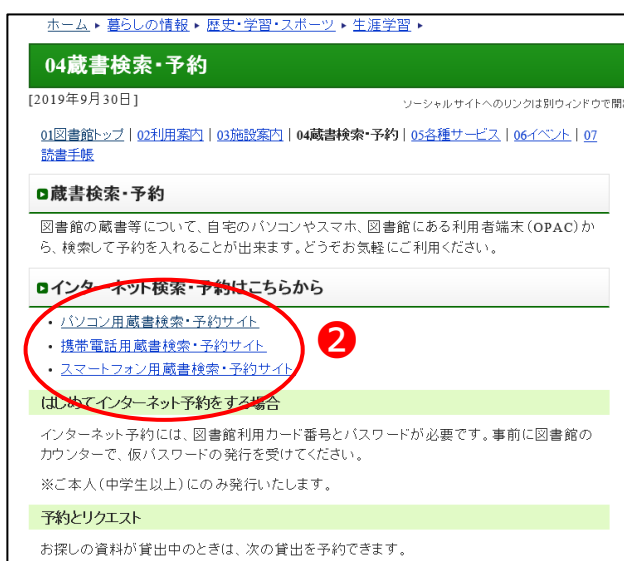 ホーム ▸ 暮らしの情報 ▸ 歴史・学習・スポーツ ▸ 生涯学習 ▸
04蔵書検索・予約
[2019年9月30日]
ソーシャルサイトへのリンクは別ウィンドウで開
01図書館トップ | 02利用案内 | 03施設案内 | 04蔵書検索・予約 | 05各種サービス | 06イベント | 07
読書手帳
蔵書検索・予約
図書館の蔵書等について、自宅のパソコンやスマホ、図書館にある利用者端末(OPAC)か
ら、検索して予約を入れることが出来ます。どうぞお気軽にご利用ください。
インターネット検索・予約はこちらから
・ パソコン用蔵書検索・予約サイト
・ 携帯電話用蔵書検索・予約サイト
・ スマートフォン用蔵書検索・予約サイト
❷
はじめてインターネット予約をする場合
インターネット予約には、図書館利用カード番号とパスワードが必要です。事前に図書館の
カウンターで、仮パスワードの発行を受けてください。
※ご本人(中学生以上)にのみ発行いたします。
予約とリクエスト
お探しの資料が貸出中のときは、次の貸出を予約できます。